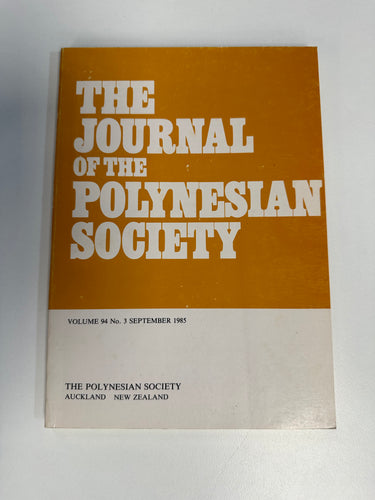 THE
JOURNAL
OF THE
POLYNESIAN
SOCIETY
VOLUME 94 No. 3 SEPTEMBER 1985
THE POLYNESIAN SOCIETY
AUCKLAND NEW ZEALAND